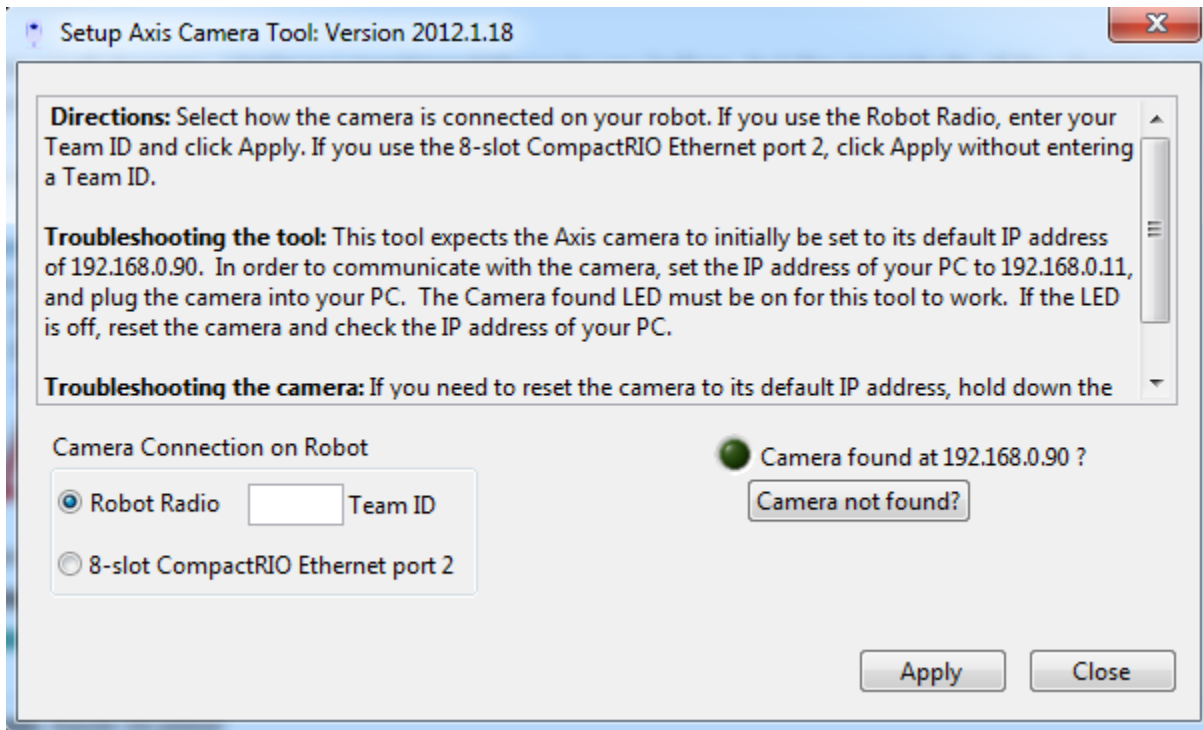 Setup Axis Camera Tool: Version 2012.1.18
Directions: Select how the camera is connected on your robot. If you use the Robot Radio, enter your
Team ID and click Apply. If you use the 8-slot CompactRIO Ethernet port 2, click Apply without entering
a Team ID.
Troubleshooting the tool: This tool expects the Axis camera to initially be set to its default IP address
of 192.168.0.90.  In order to communicate with the camera, set the IP address of your PC to 192.168.0.11,
and plug the camera into your PC.  The Camera found LED must be on for this tool to work.  If the LED
is off, reset the camera and check the IP address of your PC.
Troubleshooting the camera: If you need to reset the camera to its default IP address, hold down the
Camera Connection on Robot
Camera found at 192.168.0.90 ?
Robot Radio Team ID
Camera not found?
8-slot CompactRIO Ethernet port 2
Apply Close